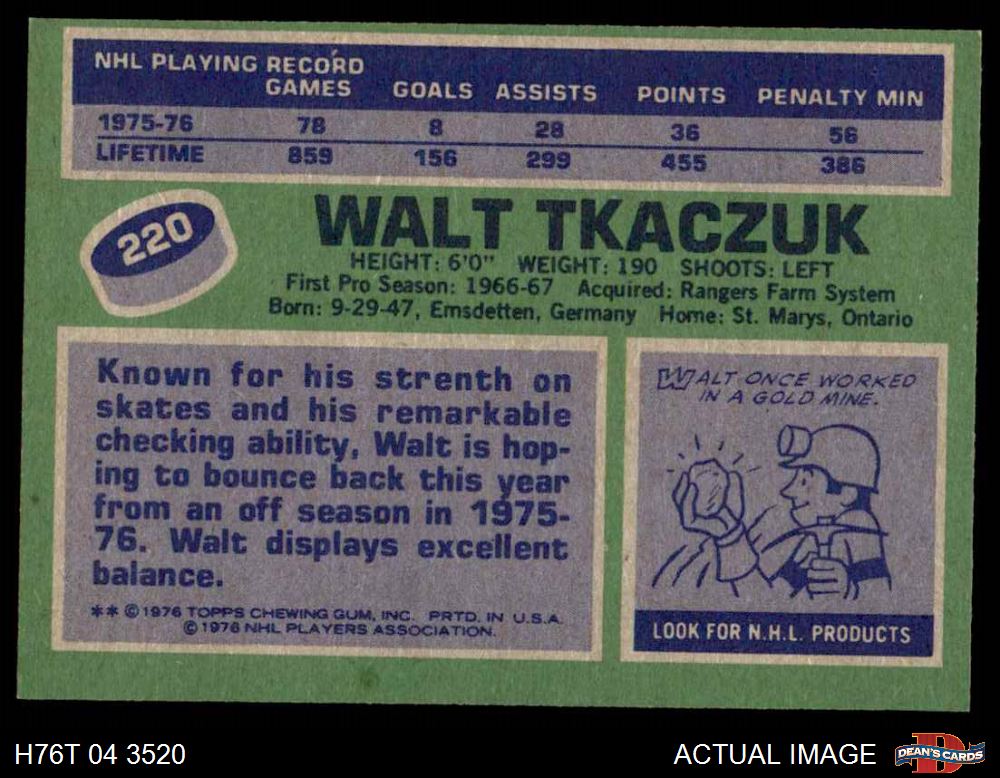 NHL PLAYING RECORD
GAMES GOALS ASSISTS POINTS PENALTY MIN
1975-76 78 8 28 36 56
LIFETIME 859 156 299 455 386
220
WALT TKACZUK
HEIGHT: 6'0" WEIGHT: 190 SHOOTS: LEFT
First Pro Season: 1966-67 Acquired: Rangers Farm System
Born: 9-29-47, Emsdetten, Germany Home: St. Marys, Ontario
Known for his strenth on
skates and his remarkable
checking ability, Walt is hop-
ing to bounce back this year
from an off season in 1975-
76. Walt displays excellent
balance.
** © 1976 TOPPS CHEWING GUM, INC. PRTD. IN U.S.A.
© 1976 NHL PLAYERS ASSOCIATION.
WALT ONCE WORKED
IN A GOLD MINE.
LOOK FOR N.H.L. PRODUCTS
H76T 04 3520
ACTUAL IMAGE
D
DEAN'S CARDS